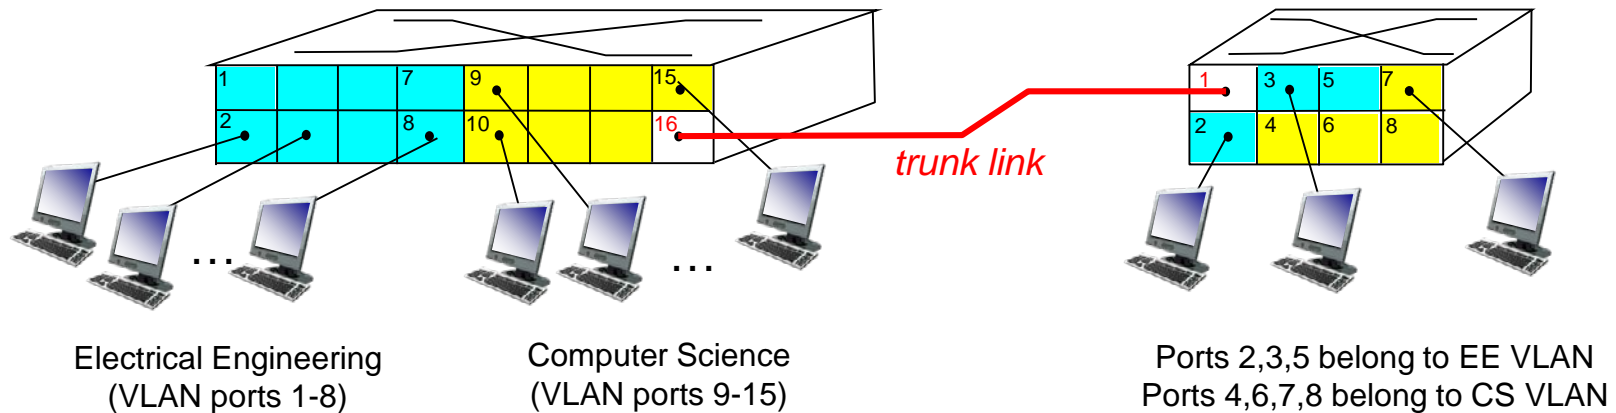 1 7 9 15
2 8 10 16
1 3 5 7
2 4 6 8
trunk link
...
...
Electrical Engineering
(VLAN ports 1-8)
Computer Science
(VLAN ports 9-15)
Ports 2,3,5 belong to EE VLAN
Ports 4,6,7,8 belong to CS VLAN